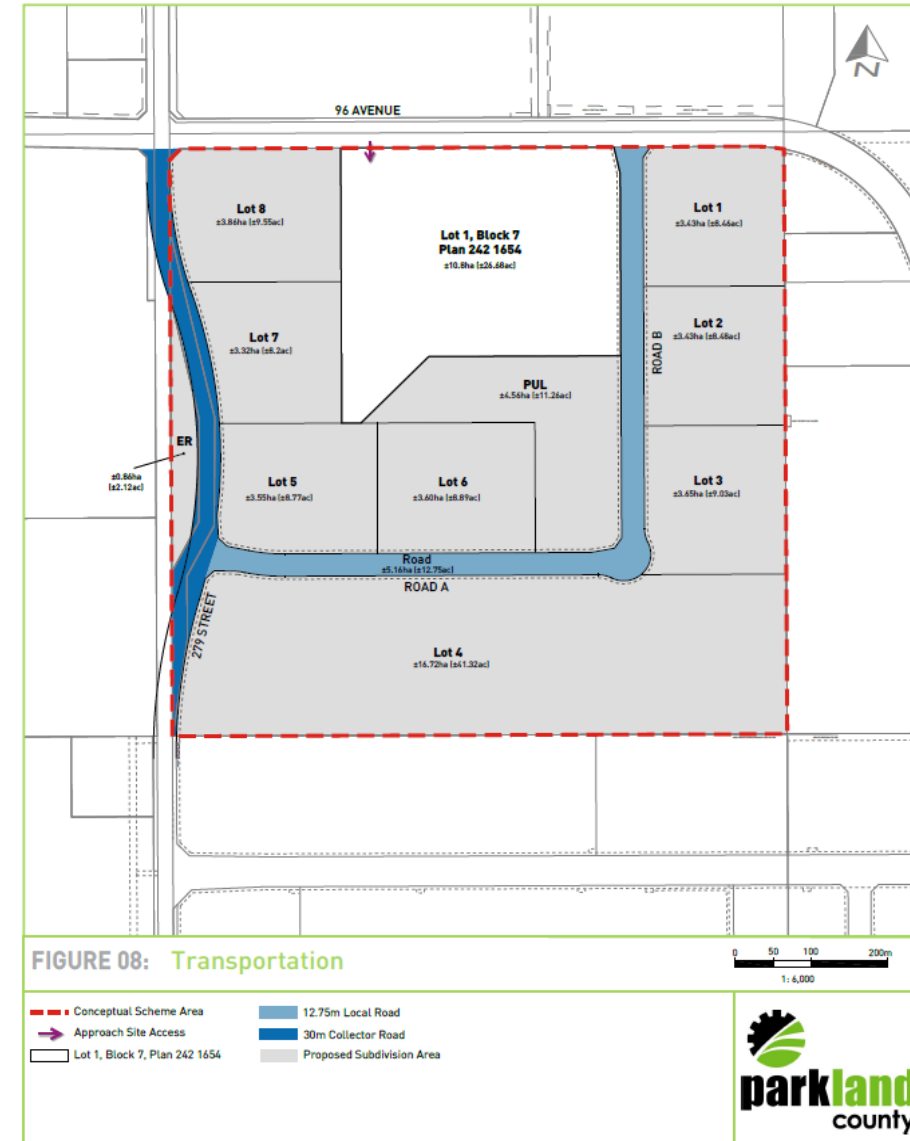 N
96 AVENUE
Lot 8
±3.86ha (±9.55ac)
Lot 1, Block 7
Plan 242 1654
±10.8ha (±26.68ac)
Lot 1
±3.43ha (±8.46ac)
Lot 7
±3.32ha (±8.2ac)
Lot 2
±3.43ha (±8.48ac)
ROAD B
PUL
±4.56ha (±11.26ac)
ER
±0.86ha
(±2.12ac)
Lot 5
±3.55ha (±8.77ac)
Lot 6
±3.60ha (±8.89ac)
Lot 3
±3.65ha (±9.03ac)
Road
±5.16ha (±12.75ac)
ROAD A
279 STREET
Lot 4
±16.72ha (±41.32ac)
FIGURE 08: Transportation
0 50 100 200m
1: 6,000
Conceptual Scheme Area
Approach Site Access
Lot 1, Block 7, Plan 242 1654
12.75m Local Road
30m Collector Road
Proposed Subdivision Area
parkland
county